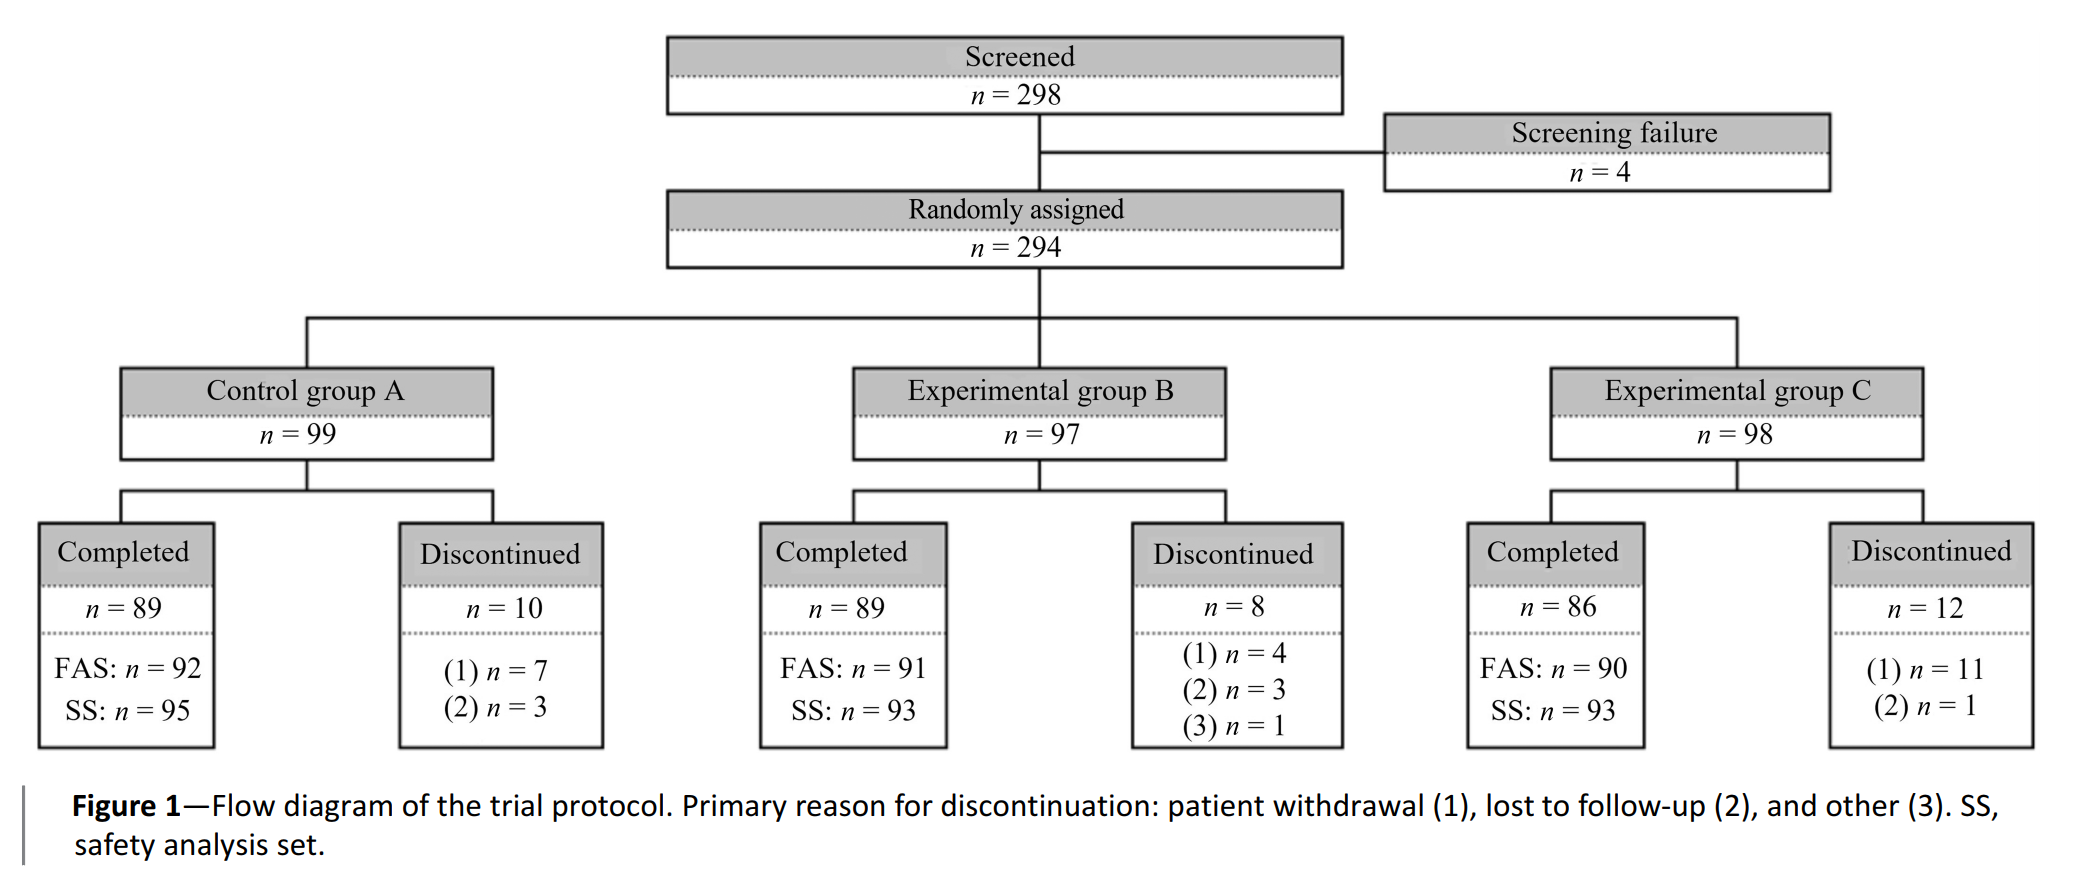 Screened
n = 298
Screening failure
n = 4
Randomly assigned
n = 294
Control group A
n = 99
Experimental group B
n = 97
Experimental group C
n = 98
Completed
n = 89
FAS: n = 92
SS: n = 95
Discontinued
n = 10
(1) n = 7
(2) n = 3
Completed
n = 89
FAS: n = 91
SS: n = 93
Discontinued
n = 8
(1) n = 4
(2) n = 3
(3) n = 1
Completed
n = 86
FAS: n = 90
SS: n = 93
Discontinued
n = 12
(1) n = 11
(2) n = 1
Figure 1—Flow diagram of the trial protocol. Primary reason for discontinuation: patient withdrawal (1), lost to follow-up (2), and other (3). SS,
safety analysis set.